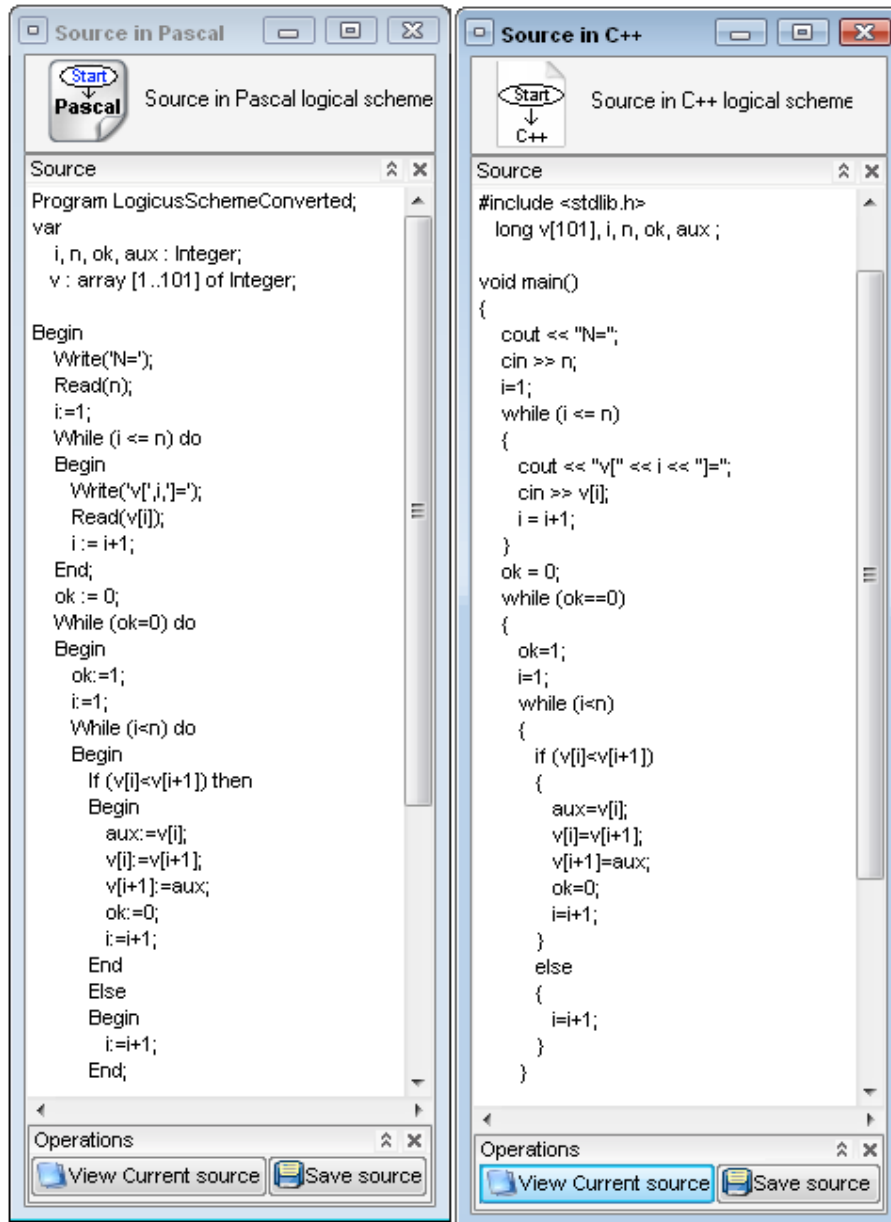 Source in Pascal
Start
Pascal
Source in Pascal logical scheme
Source
Program LogicusSchemeConverted;
var
i, n, ok, aux : Integer;
v : array [1..101] of Integer;
Begin
Write('N=');
Read(n);
i:=1;
While (i <= n) do
Begin
Write('v[',i,']=');
Read(v[i]);
i := i+1;
End;
ok := 0;
While (ok=0) do
Begin
ok:=1;
i:=1;
While (i<n) do
Begin
If (v[i]<v[i+1]) then
Begin
aux:=v[i];
v[i]:=v[i+1];
v[i+1]:=aux;
ok:=0;
i:=i+1;
End
Else
Begin
i:=i+1;
End;
Operations
View Current source
Save source
Source in C++
Start
C++
Source in C++ logical scheme
Source
#include <stdlib.h>
long v[101], i, n, ok, aux ;
void main()
{
cout << "N=";
cin >> n;
i=1;
while (i <= n)
{
cout << "v[" << i << "]=";
cin >> v[i];
i = i+1;
}
ok = 0;
while (ok==0)
{
ok=1;
i=1;
while (i<n)
{
if (v[i]<v[i+1])
{
aux=v[i];
v[i]=v[i+1];
v[i+1]=aux;
ok=0;
i=i+1;
}
else
{
i=i+1;
}
}
Operations
View Current source
Save source